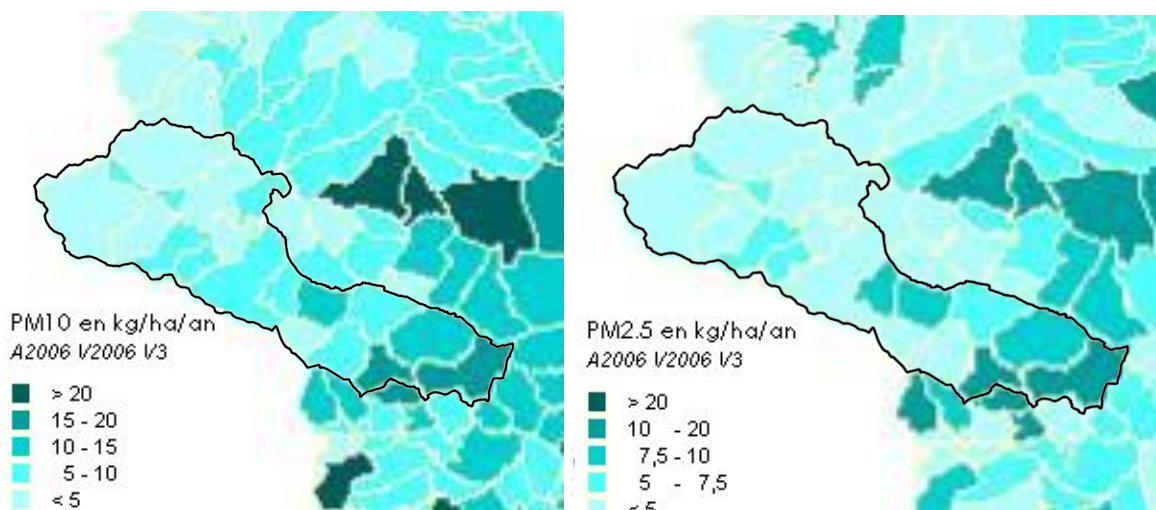 PM10 en kg/ha/an
A2006 V2006 V3
> 20
15 - 20
10 - 15
5 - 10
< 5
PM2.5 en kg/ha/an
A2006 V2006 V3
> 20
10 - 20
7,5 - 10
5 - 7,5
< 5